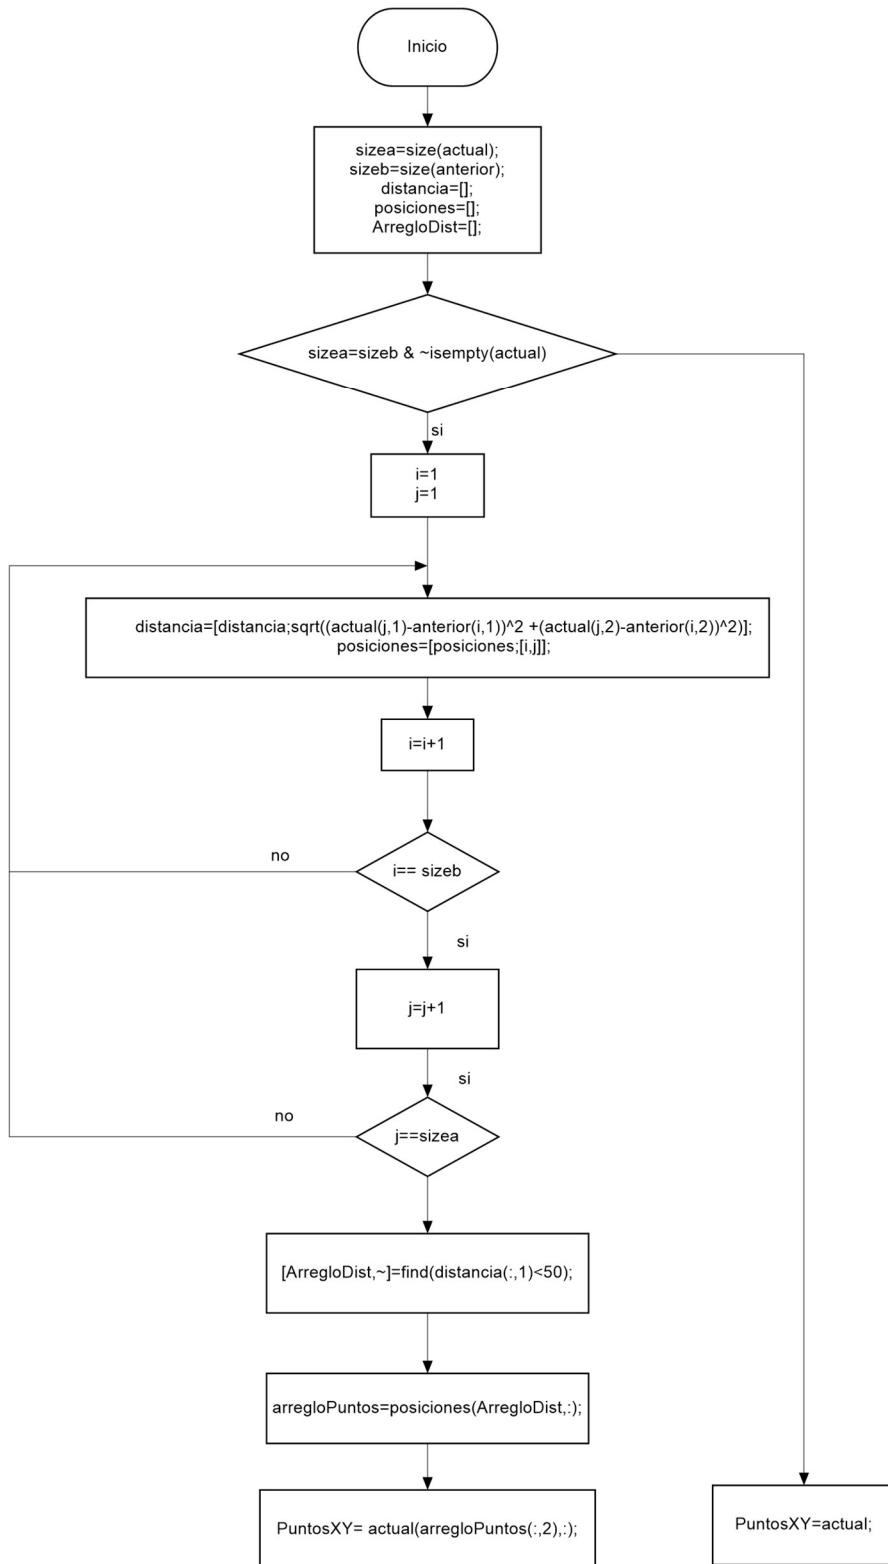 Inicio
sizea=size(actual);
sizeb=size(anterior);
distancia=[];
posiciones=[];
ArregloDist=[];
sizea=sizeb & ~isempty(actual)
si
i=1
j=1
distancia=[distancia;sqrt((actual(j,1)-anterior(i,1))^2 +(actual(j,2)-anterior(i,2))^2)];
posiciones=[posiciones;[i,j]];
i=i+1
no
i== sizeb
si
j=j+1
si
no
j==sizea
[ArregloDist,~]=find(distancia(:,1)<50);
arregloPuntos=posiciones(ArregloDist,:);
PuntosXY= actual(arregloPuntos(:,2),:);
PuntosXY=actual;